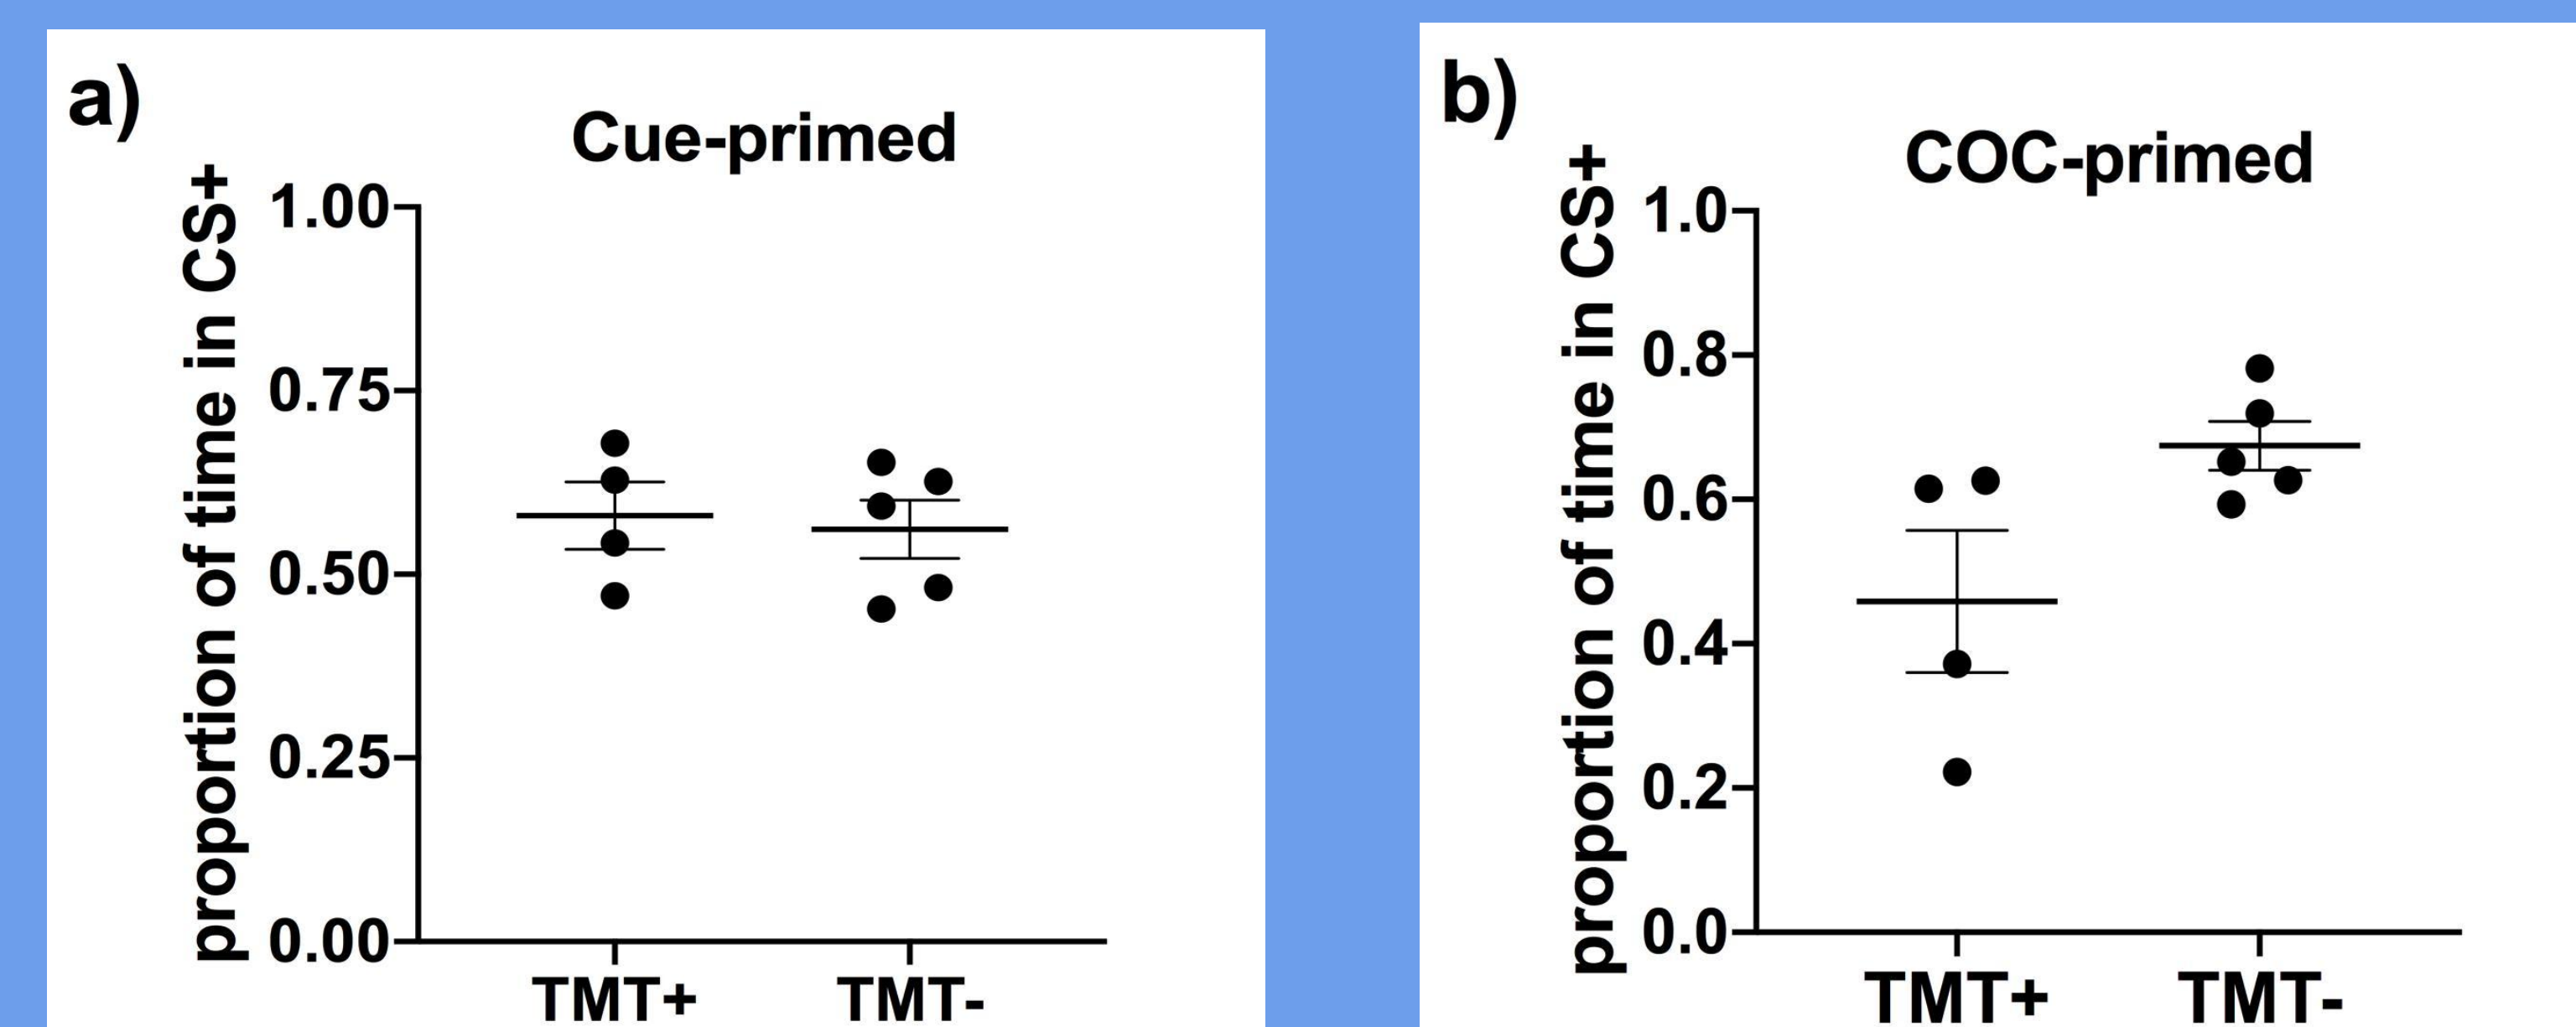 a)
Cue-primed
proportion of time in CS+
1.00
0.75
0.50
0.25
0.00
TMT+ TMT-
b)
COC-primed
proportion of time in CS+
1.0
0.8
0.6
0.4
0.2
0.0
TMT+ TMT-